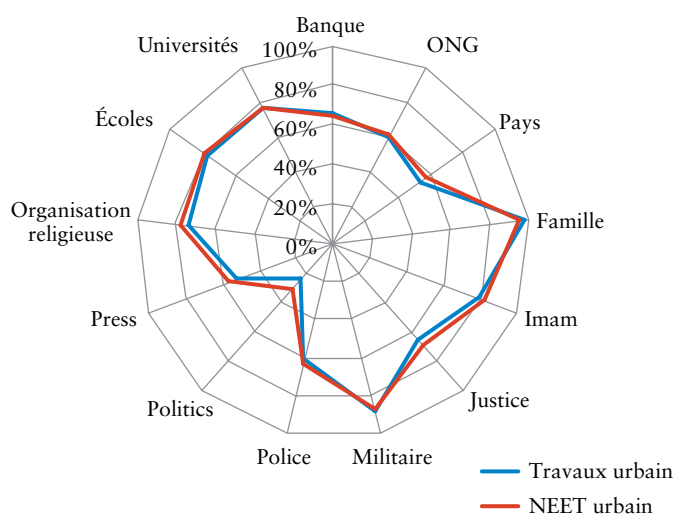 Banque
Universités
100%
ONG
80%
Écoles
Pays
60%
40%
Organisation
religieuse
20%
Famille
0%
Press
Imam
Politics
Justice
Police
Militaire
Travaux urbain
NEET urbain